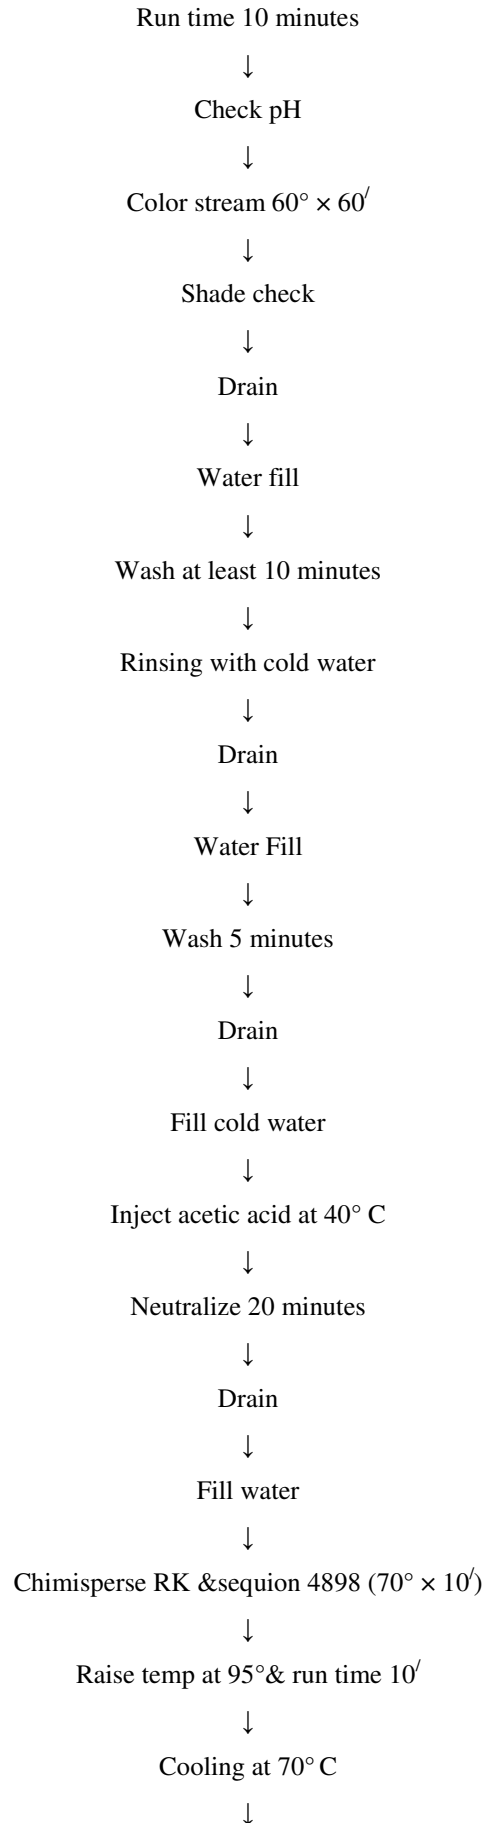 Run time 10 minutes
↓
Check pH
↓
Color stream 60° × 60/
↓
Shade check
↓
Drain
↓
Water fill
↓
Wash at least 10 minutes
↓
Rinsing with cold water
↓
Drain
↓
Water Fill
↓
Wash 5 minutes
↓
Drain
↓
Fill cold water
↓
Inject acetic acid at 40° C
↓
Neutralize 20 minutes
↓
Drain
↓
Fill water
↓
Chimisperse RK &sequion 4898 (70° × 10/)
↓
Raise temp at 95°& run time 10/
↓
Cooling at 70° C
↓